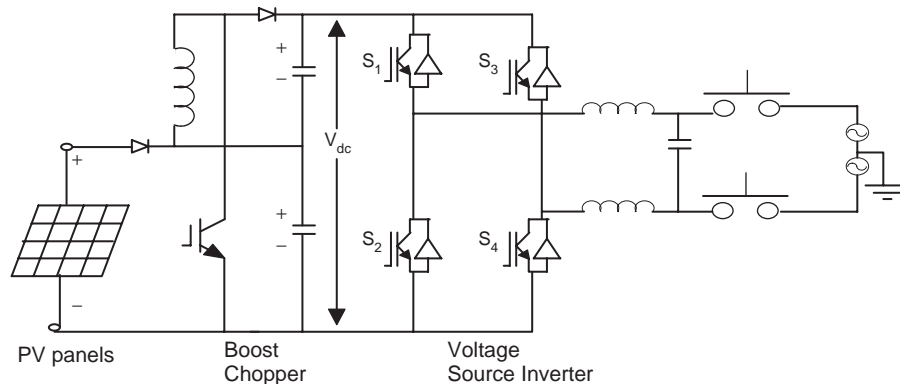 +
−
+
−
+
−
+
−
V_dc
S_1
S_3
S_2
S_4
PV panels
Boost
Chopper
Voltage
Source Inverter